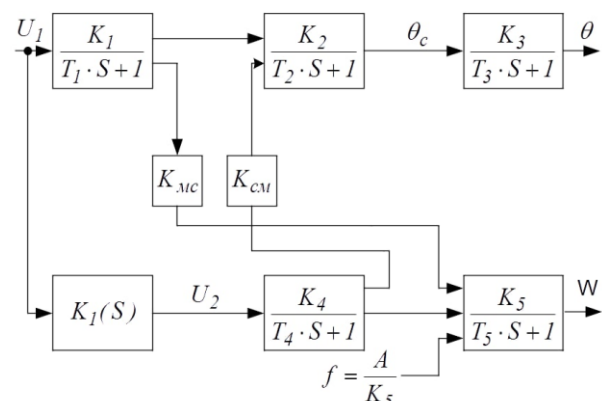 U₁
K₁ / T₁·S+1
K₂ / T₂·S+1
θc
K₃ / T₃·S+1
θ
Kмс
Kсм
K₁(S)
U₂
K₄ / T₄·S+1
K₅ / T₅·S+1
W
f = A / K₅